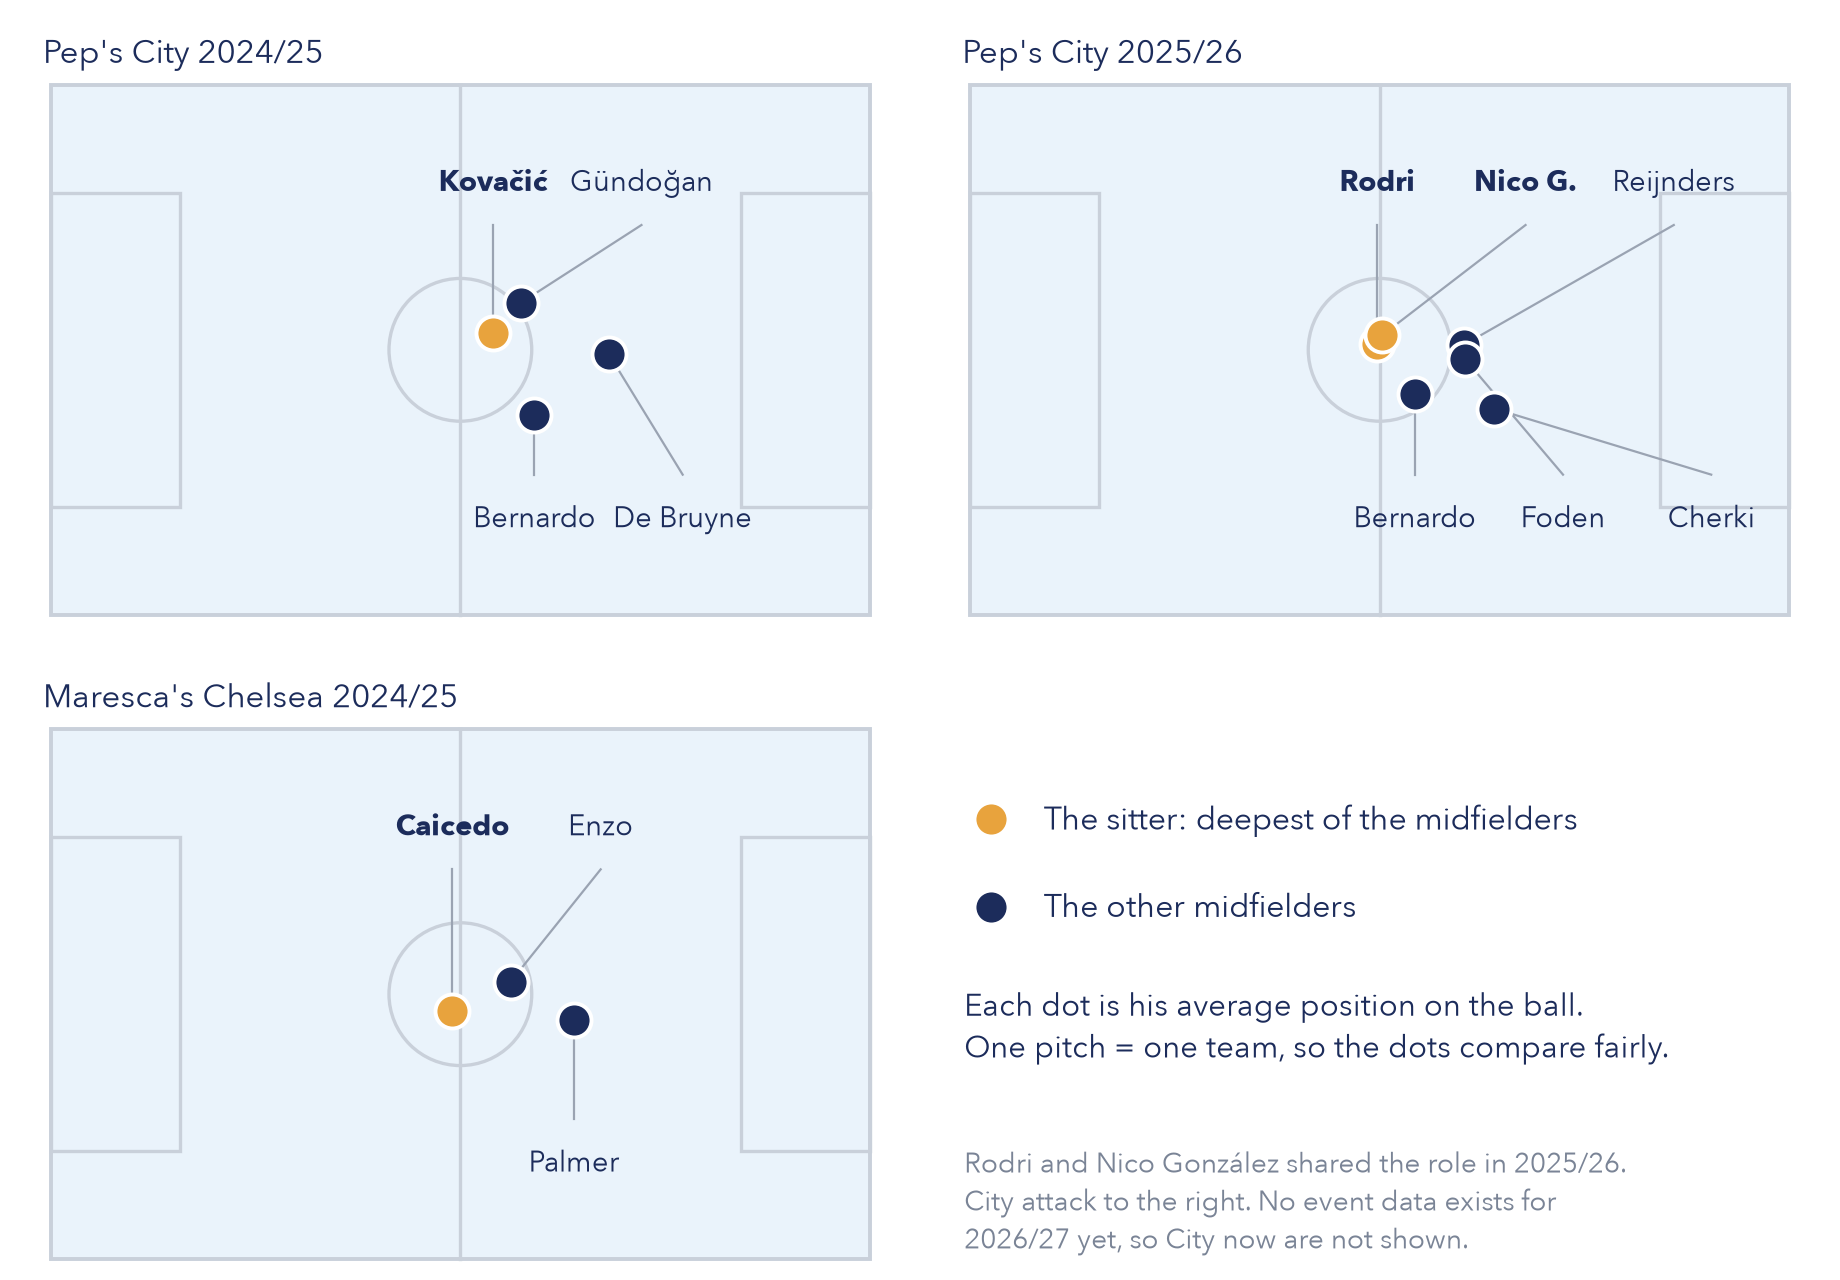 Pep's City 2024/25
Kovačić Gündoğan
Bernardo De Bruyne
Pep's City 2025/26
Rodri Nico G. Reijnders
Bernardo Foden Cherki
Maresca's Chelsea 2024/25
Caicedo Enzo
Palmer
The sitter: deepest of the midfielders
The other midfielders
Each dot is his average position on the ball.
One pitch = one team, so the dots compare fairly.
Rodri and Nico González shared the role in 2025/26.
City attack to the right. No event data exists for
2026/27 yet, so City now are not shown.